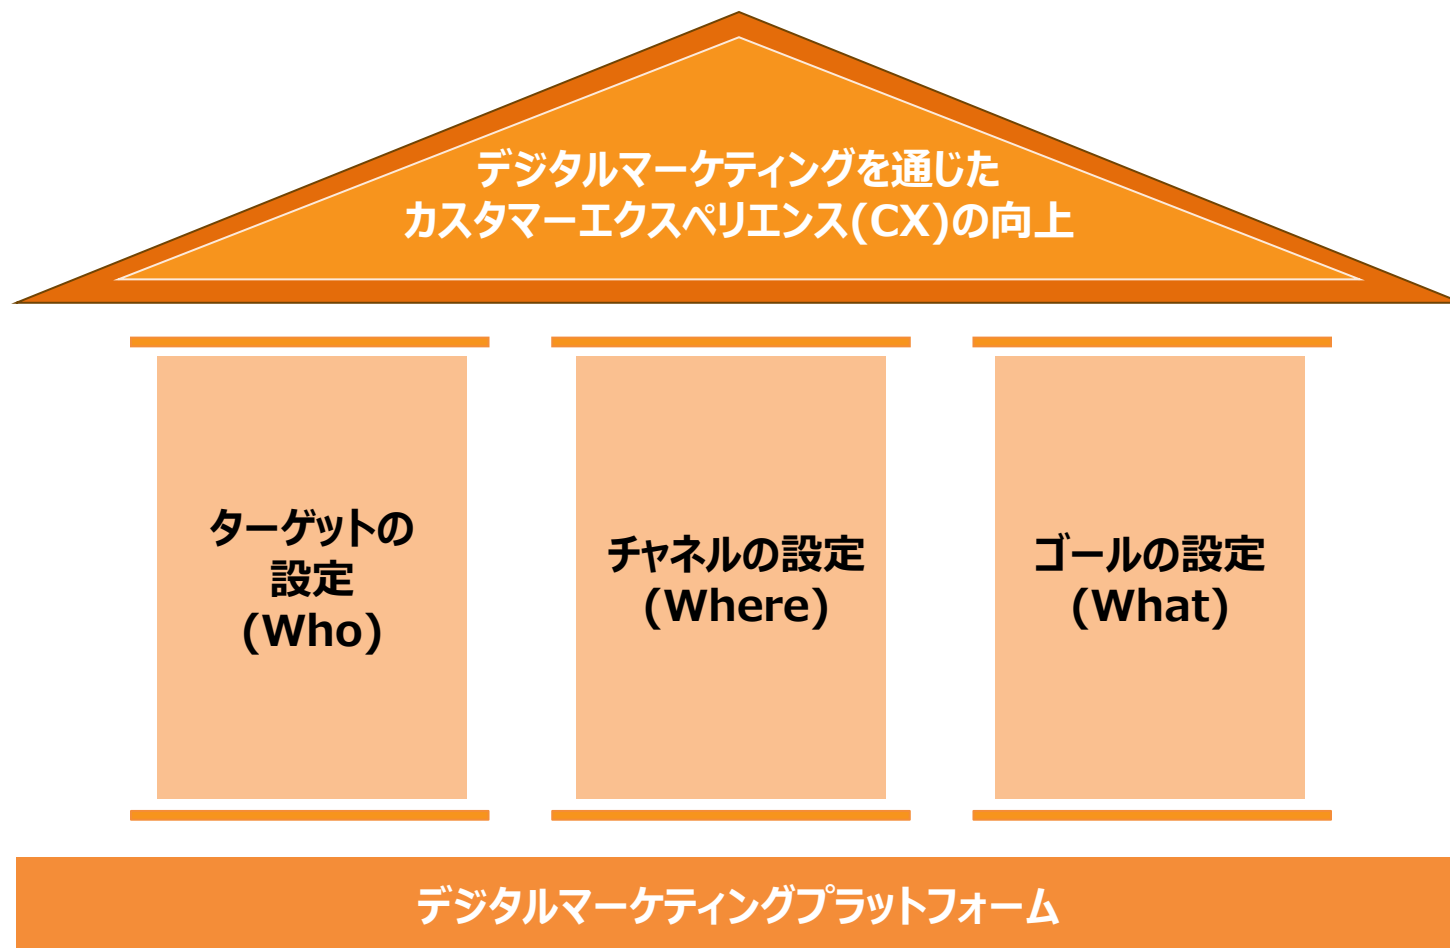 デジタルマーケティングを通じた
カスタマーエクスペリエンス(CX)の向上
ターゲットの
設定
(Who)
チャネルの設定
(Where)
ゴールの設定
(What)
デジタルマーケティングプラットフォーム